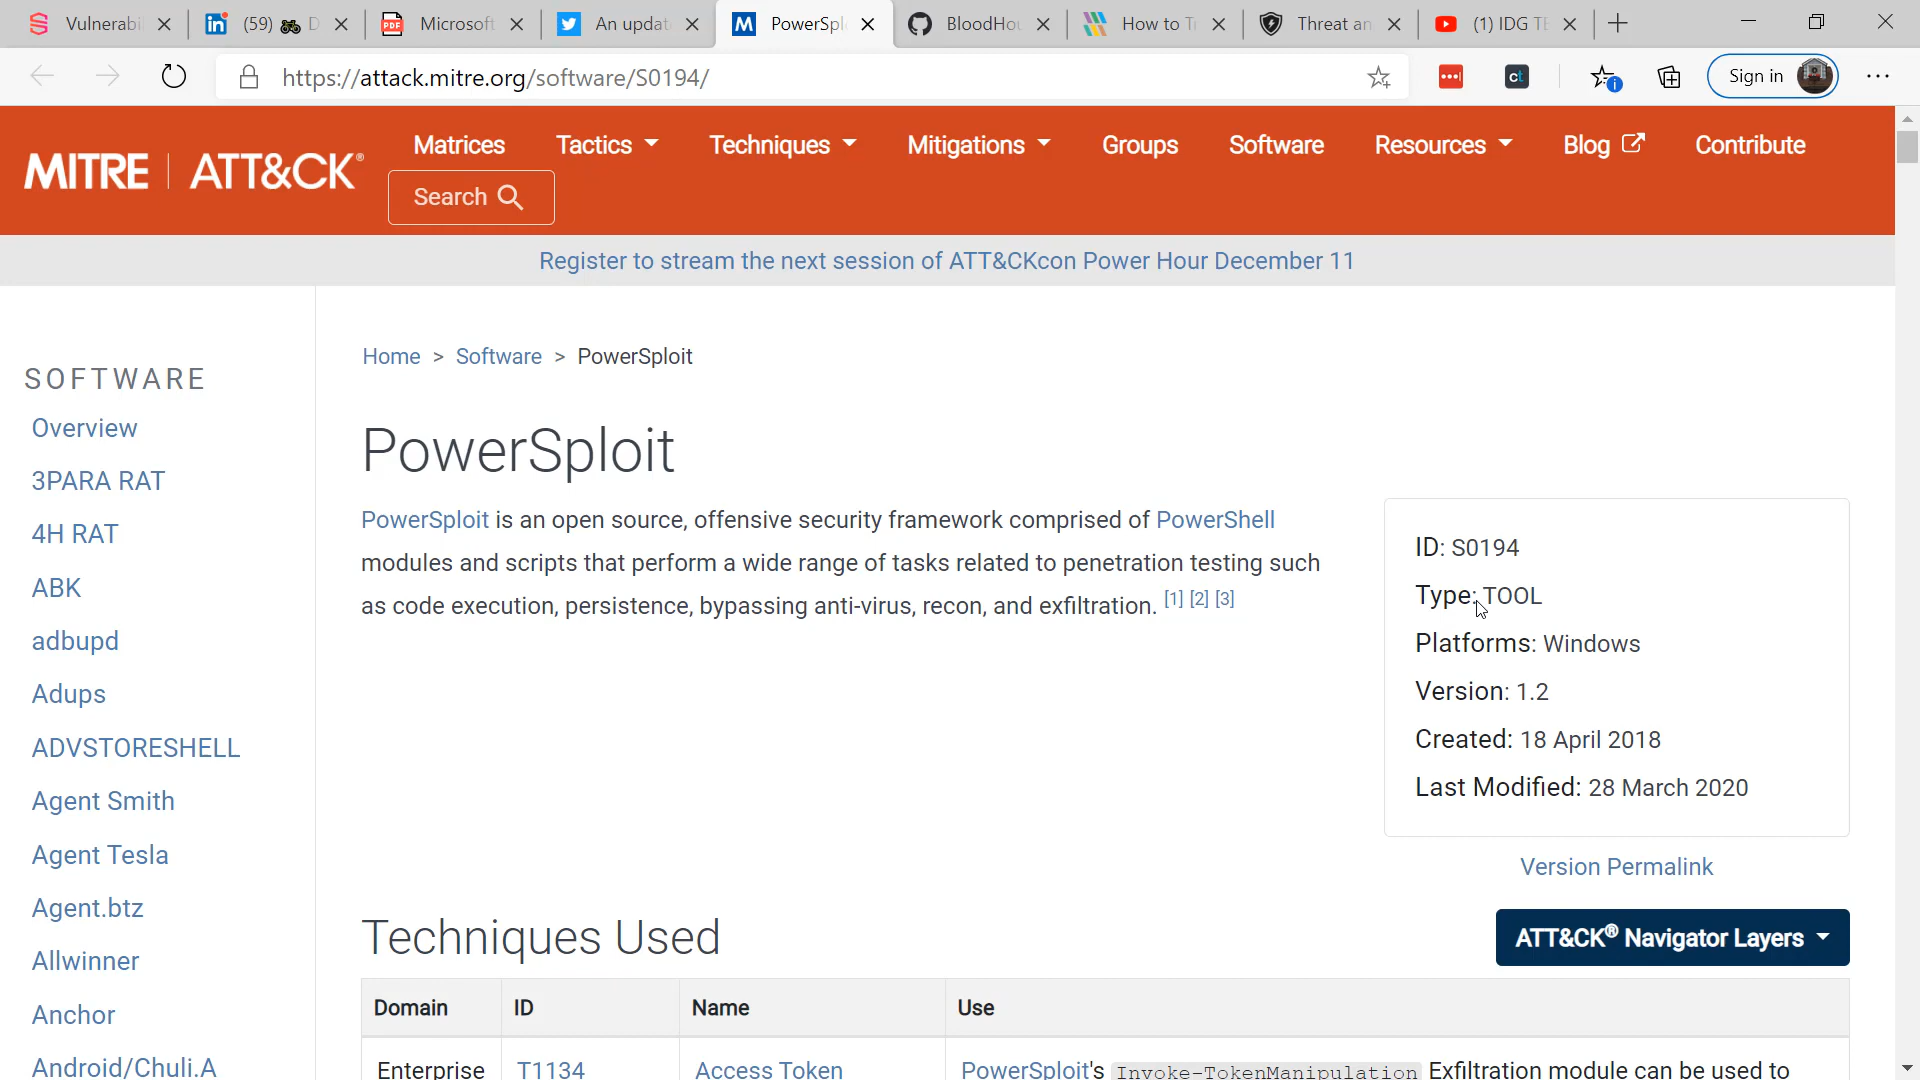 Vulnerabi
(59) D
Microsoft
An updat
PowerSpl
BloodHou
How to T
Threat an
(1) IDG TE
https://attack.mitre.org/software/S0194/
ct
Sign in
MITRE | ATT&CK®
Matrices
Tactics
Techniques
Mitigations
Groups
Software
Resources
Blog
Contribute
Search
Register to stream the next session of ATT&CKcon Power Hour December 11
SOFTWARE
Overview
3PARA RAT
4H RAT
ABK
adbupd
Adups
ADVSTORESHELL
Agent Smith
Agent Tesla
Agent.btz
Allwinner
Anchor
Android/Chuli.A
Home > Software > PowerSploit
PowerSploit
PowerSploit is an open source, offensive security framework comprised of PowerShell
modules and scripts that perform a wide range of tasks related to penetration testing such
as code execution, persistence, bypassing anti-virus, recon, and exfiltration. [1] [2] [3]
ID: S0194
Type: TOOL
Platforms: Windows
Version: 1.2
Created: 18 April 2018
Last Modified: 28 March 2020
Version Permalink
Techniques Used
ATT&CK® Navigator Layers
Domain ID Name Use
Enterprise T1134 Access Token PowerSploit's Invoke-TokenManipulation Exfiltration module can be used to